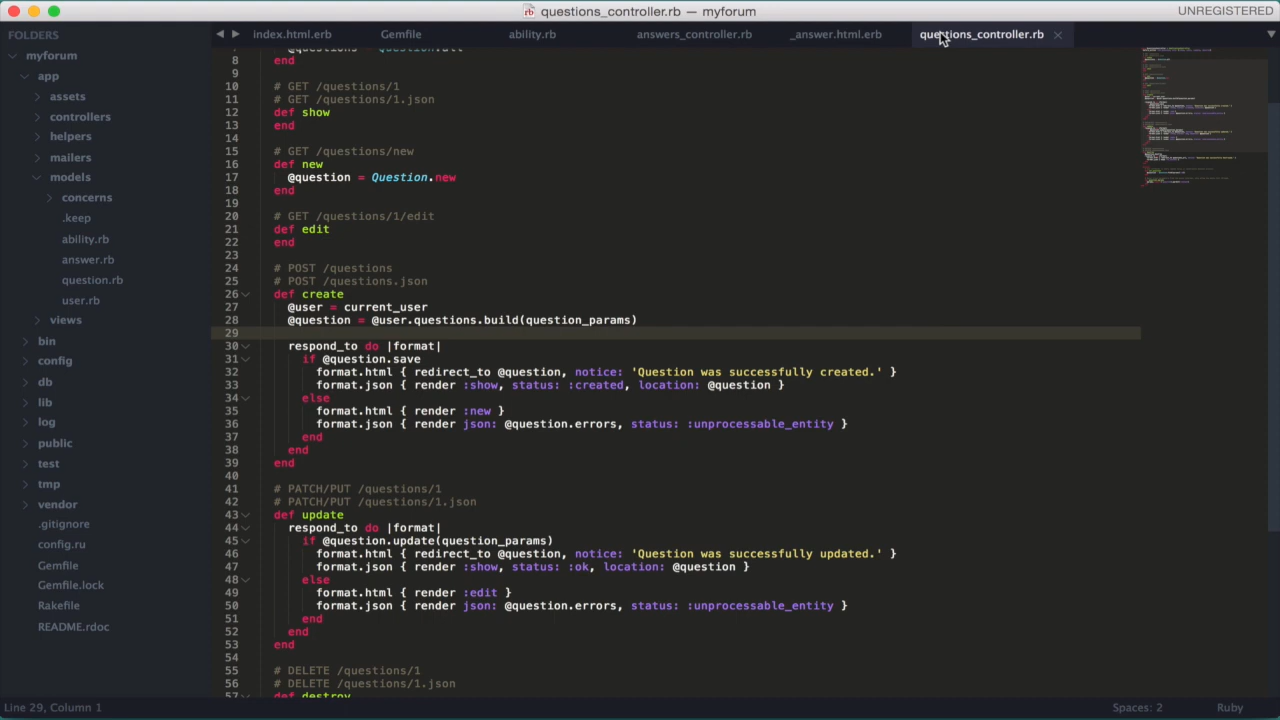 questions_controller.rb — myforum
UNREGISTERED
FOLDERS
myforum
app
assets
controllers
helpers
mailers
models
concerns
.keep
ability.rb
answer.rb
question.rb
user.rb
views
bin
config
db
lib
log
public
test
tmp
vendor
.gitignore
config.ru
Gemfile
Gemfile.lock
Rakefile
README.rdoc
index.html.erb
Gemfile
ability.rb
answers_controller.rb
_answer.html.erb
questions_controller.rb
8 end
9
10 # GET /questions/1
11 # GET /questions/1.json
12 def show
13 end
14
15 # GET /questions/new
16 def new
17 @question = Question.new
18 end
19
20 # GET /questions/1/edit
21 def edit
22 end
23
24 # POST /questions
25 # POST /questions.json
26 def create
27 @user = current_user
28 @question = @user.questions.build(question_params)
29
30 respond_to do |format|
31 if @question.save
32 format.html { redirect_to @question, notice: 'Question was successfully created.' }
33 format.json { render :show, status: :created, location: @question }
34 else
35 format.html { render :new }
36 format.json { render json: @question.errors, status: :unprocessable_entity }
37 end
38 end
39 end
40
41 # PATCH/PUT /questions/1
42 # PATCH/PUT /questions/1.json
43 def update
44 respond_to do |format|
45 if @question.update(question_params)
46 format.html { redirect_to @question, notice: 'Question was successfully updated.' }
47 format.json { render :show, status: :ok, location: @question }
48 else
49 format.html { render :edit }
50 format.json { render json: @question.errors, status: :unprocessable_entity }
51 end
52 end
53 end
54
55 # DELETE /questions/1
56 # DELETE /questions/1.json
57 def destroy
Line 29, Column 1
Spaces: 2
Ruby